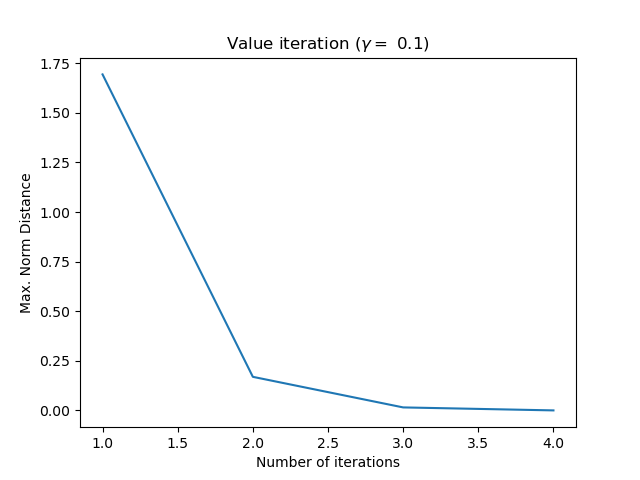 Value iteration (γ = 0.1)
1.75
1.50
1.25
1.00
0.75
0.50
0.25
0.00
Max. Norm Distance
1.0 1.5 2.0 2.5 3.0 3.5 4.0
Number of iterations